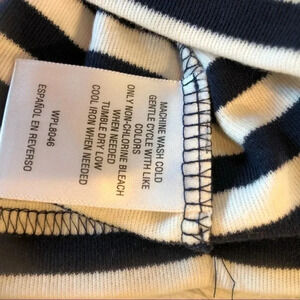 MACHINE WASH COLD
GENTLE CYCLE WITH LIKE
COLORS
ONLY NON-CHLORINE BLEACH
WHEN NEEDED
TUMBLE DRY LOW
COOL IRON WHEN NEEDED
WPL8046
ESPAÑOL EN REVERSO